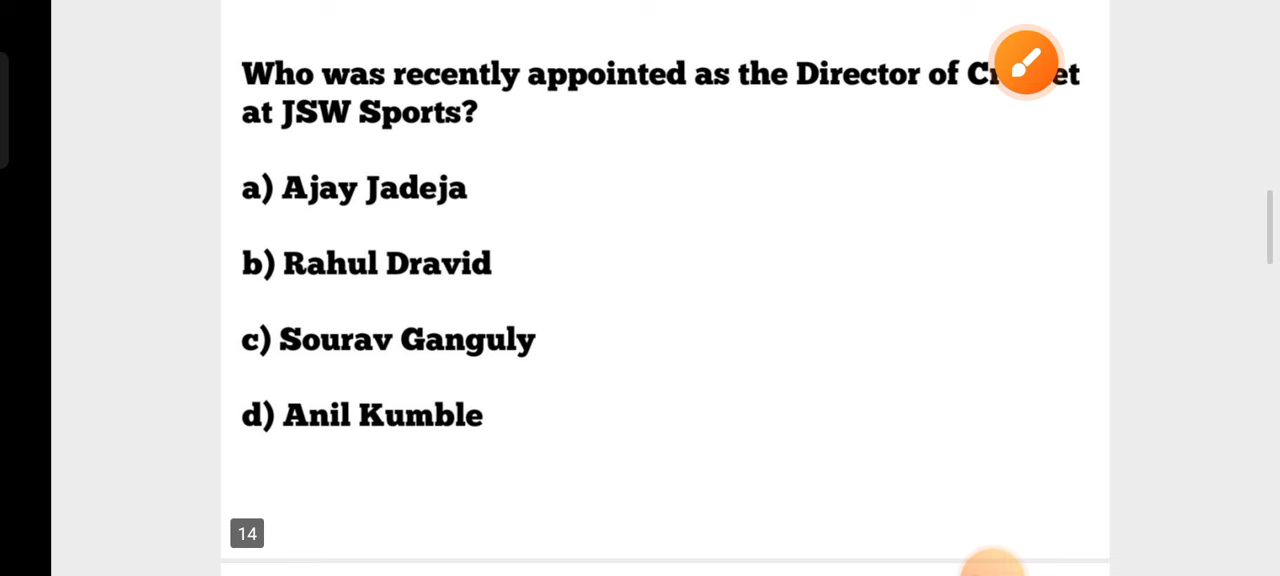 Who was recently appointed as the Director of
at JSW Sports?
a) Ajay Jadeja
b) Rahul Dravid
c) Sourav Ganguly
d) Anil Kumble
14